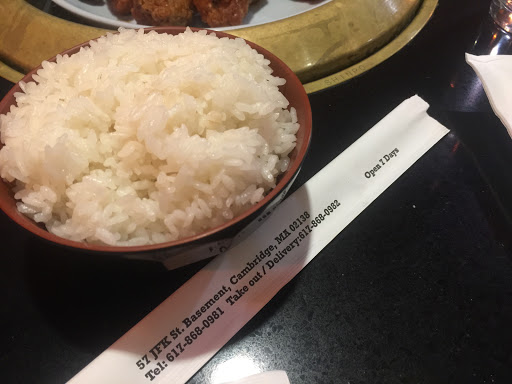 57 JFK St. Basement, Cambridge, MA 02138
Tel: 617-868-0981 Take out / Delivery:617-868-0982
Open 7 Days